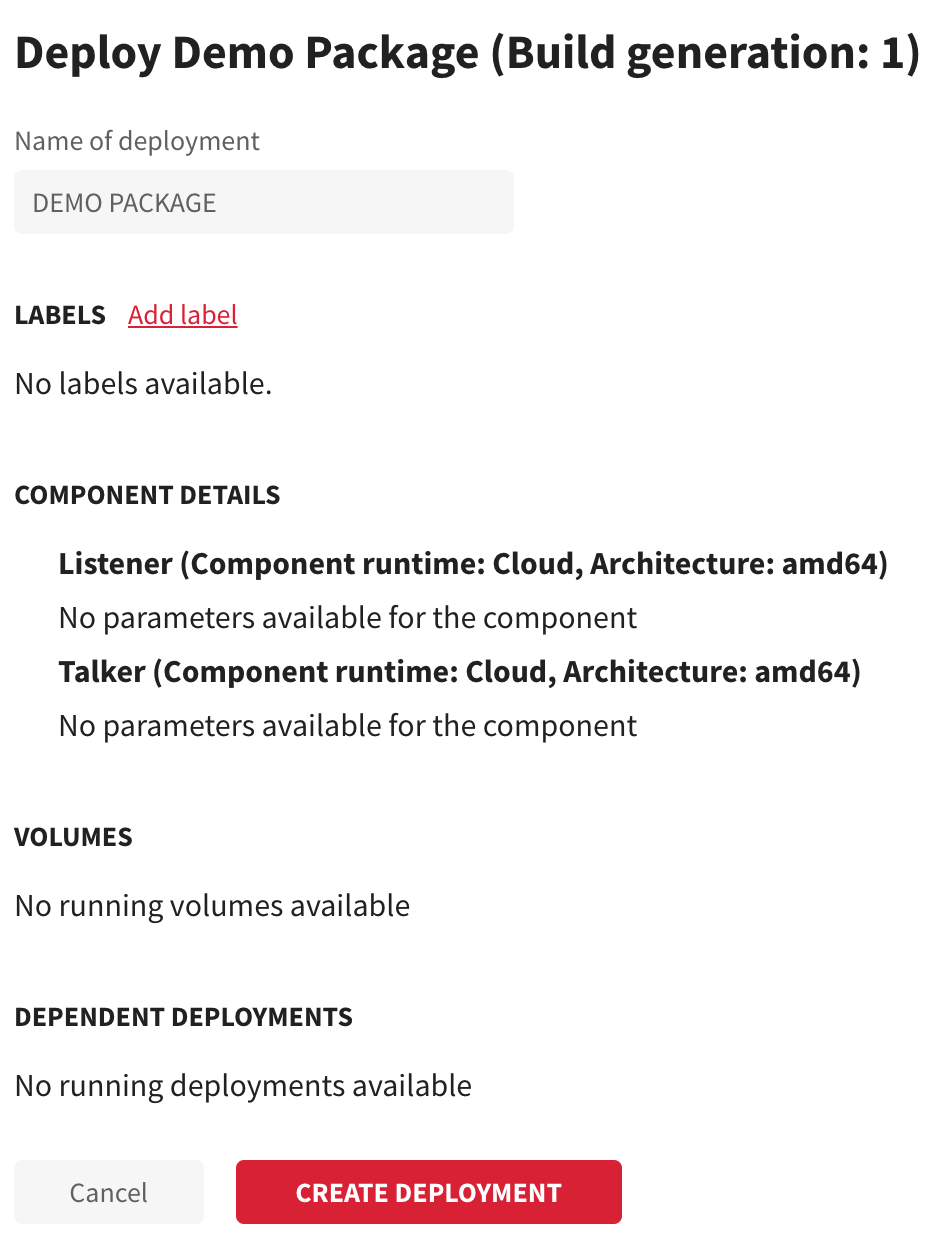 Deploy Demo Package (Build generation: 1)
Name of deployment
DEMO PACKAGE
LABELS Add label
No labels available.
COMPONENT DETAILS
Listener (Component runtime: Cloud, Architecture: amd64)
No parameters available for the component
Talker (Component runtime: Cloud, Architecture: amd64)
No parameters available for the component
VOLUMES
No running volumes available
DEPENDENT DEPLOYMENTS
No running deployments available
Cancel CREATE DEPLOYMENT